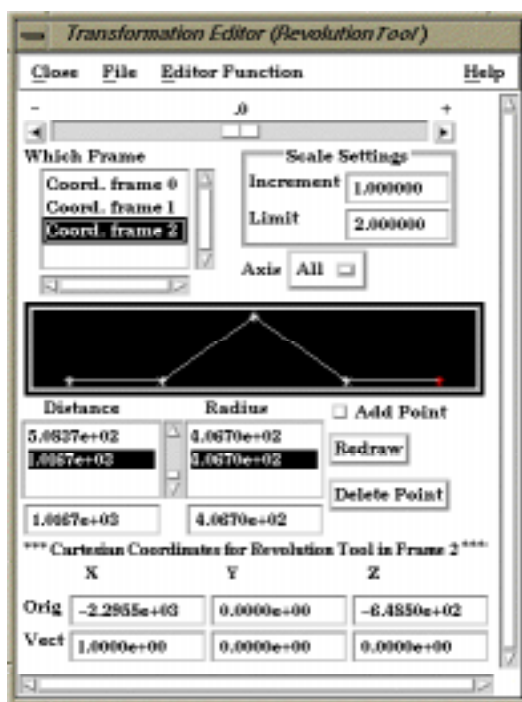 Transformation Editor (Revolution Tool)
Close File Editor Function Help
- .0 +
Which Frame
Coord. frame 0
Coord. frame 1
Coord. frame 2
Scale Settings
Increment 1.000000
Limit 2.000000
Axis All
Distance Radius Add Point
5.0837e+02 4.0670e+02
1.0167e+03 4.0670e+02
Redraw
Delete Point
1.0167e+03 4.0670e+02
*** Cartesian Coordinates for Revolution Tool in Frame 2 ***
X Y Z
Orig -2.2955e+03 0.0000e+00 -6.4850e+02
Vect 1.0000e+00 0.0000e+00 0.0000e+00